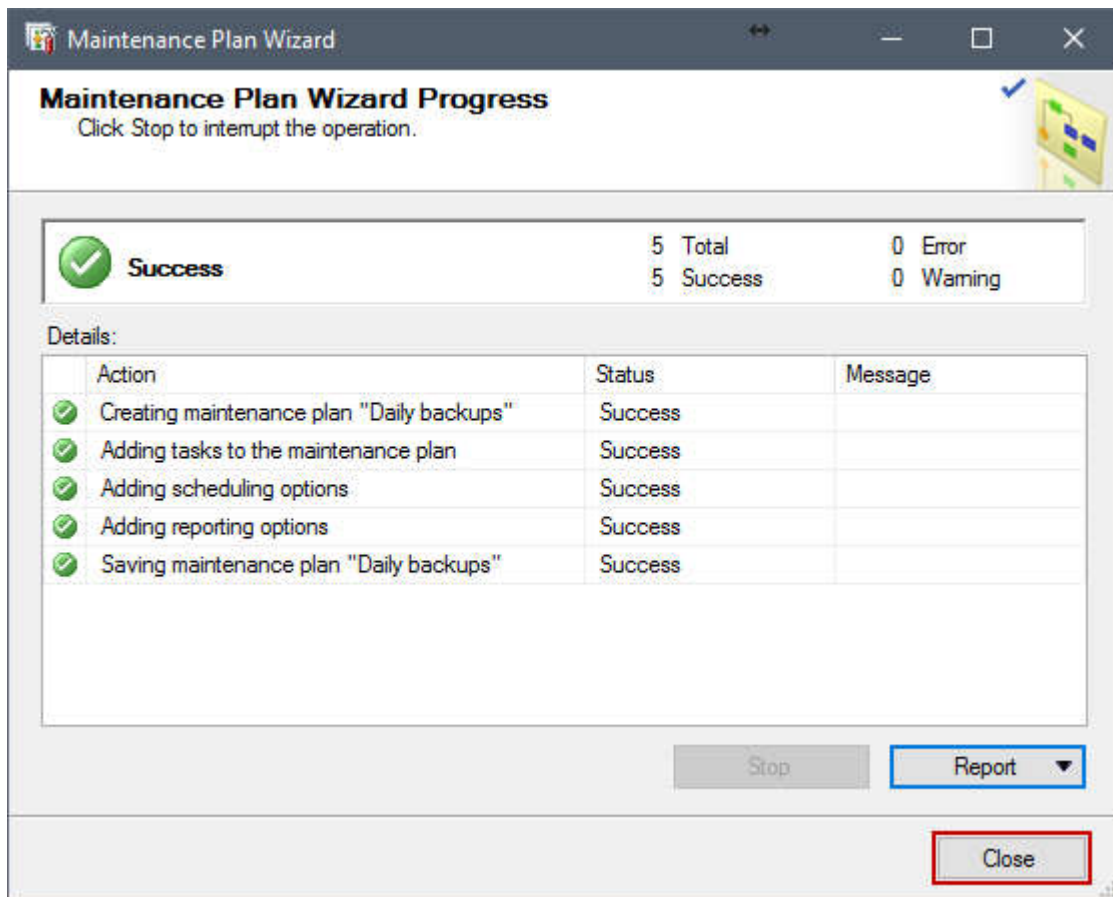 Maintenance Plan Wizard
Maintenance Plan Wizard Progress
Click Stop to interrupt the operation.
Success
5 Total 0 Error
5 Success 0 Warning
Details:
Action Status Message
Creating maintenance plan "Daily backups" Success
Adding tasks to the maintenance plan Success
Adding scheduling options Success
Adding reporting options Success
Saving maintenance plan "Daily backups" Success
Stop Report
Close